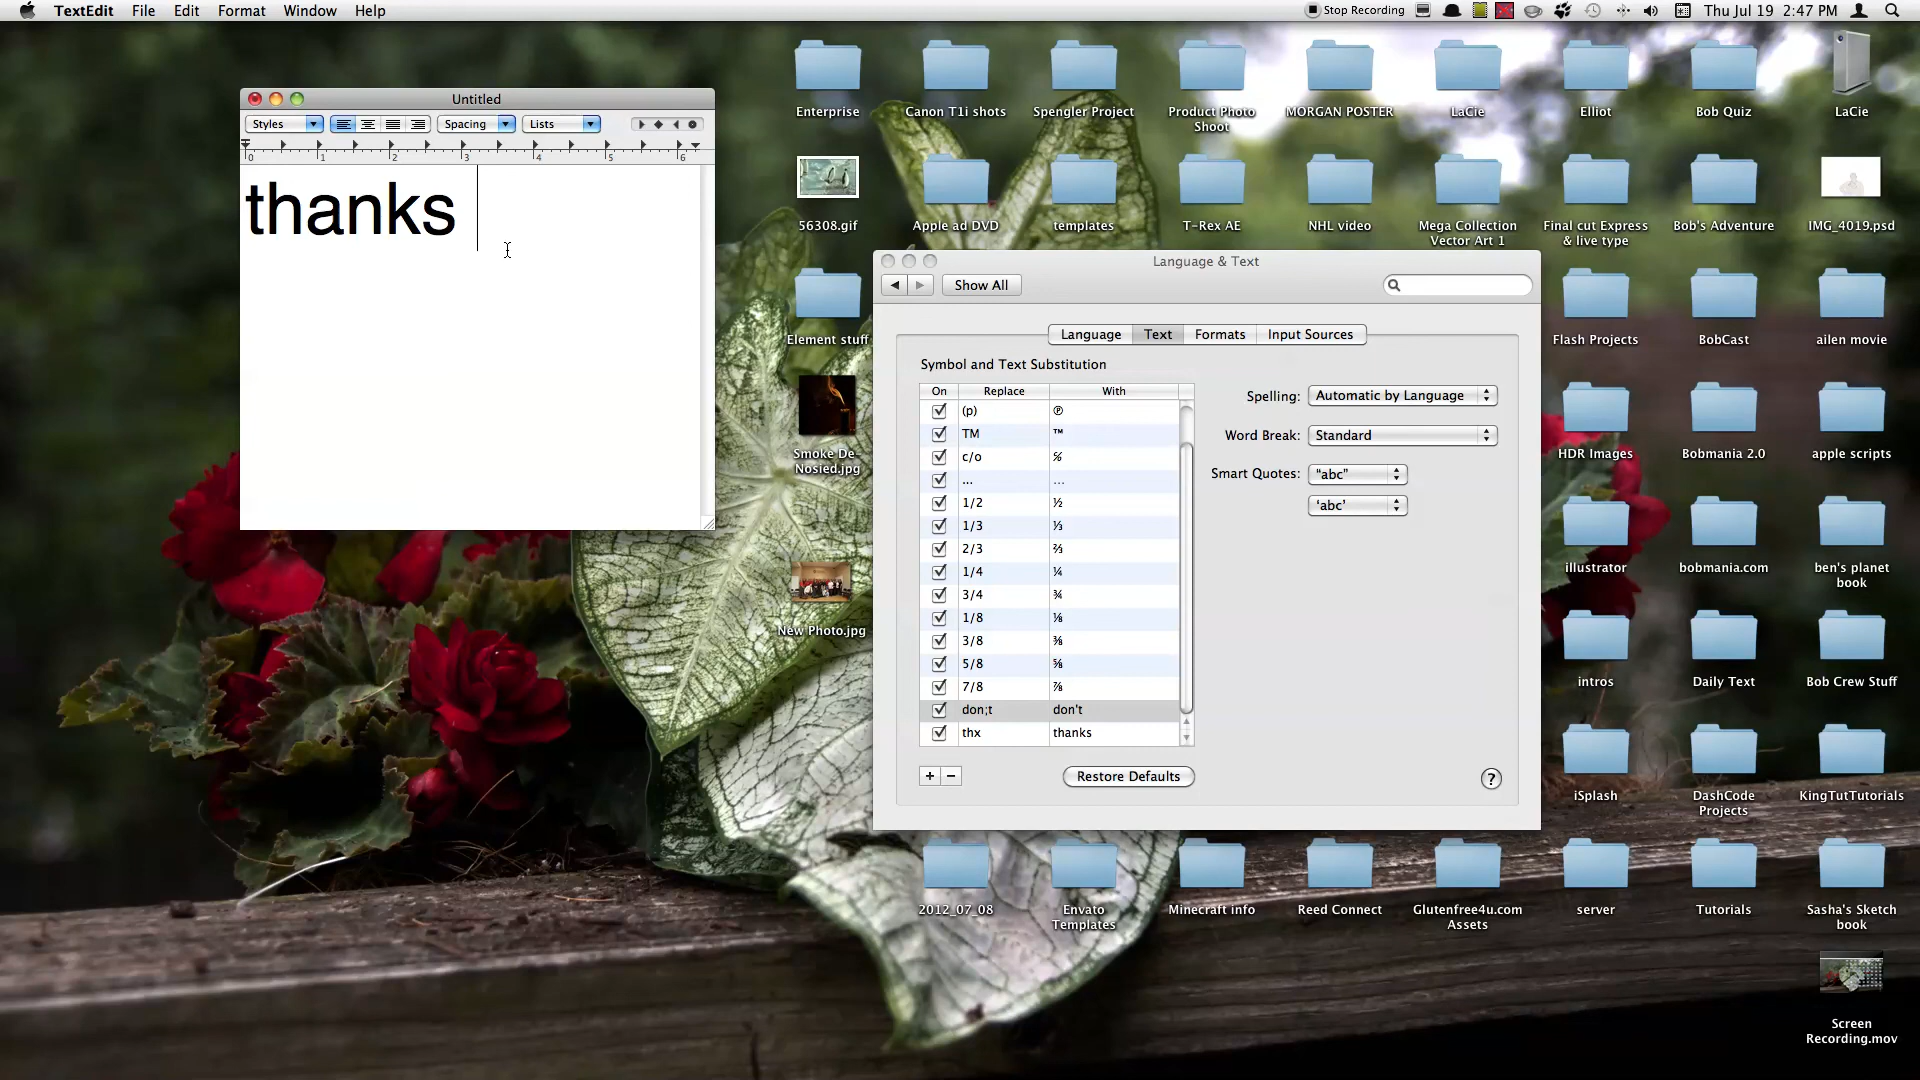 TextEdit File Edit Format Window Help
Stop Recording Thu Jul 19 2:47 PM
Untitled
Styles Spacing Lists
0 1 2 3 4 5 6
thanks
Enterprise Canon T1i shots Spengler Project Product Photo Shoot MORGAN POSTER LaCie Elliot Bob Quiz LaCie
56308.gif Apple ad DVD templates T-Rex AE NHL video Mega Collection Vector Art 1 Final cut Express & live type Bob's Adventure IMG_4019.psd
Element stuff
Smoke De-Nosied.jpg
New Photo.jpg
Language & Text
Show All
Language Text Formats Input Sources
Symbol and Text Substitution
On Replace With
(p) ℗
TM ™
c/o ℅
... …
1/2 ½
1/3 ⅓
2/3 ⅔
1/4 ¼
3/4 ¾
1/8 ⅛
3/8 ⅜
5/8 ⅝
7/8 ⅞
don;t don't
thx thanks
+ − Restore Defaults ?
Spelling: Automatic by Language
Word Break: Standard
Smart Quotes: “abc”
‘abc’
Flash Projects BobCast ailen movie
HDR Images Bobmania 2.0 apple scripts
illustrator bobmania.com ben's planet book
intros Daily Text Bob Crew Stuff
iSplash DashCode Projects KingTutTutorials
2012_07_08 Envato Templates Minecraft info Reed Connect Glutenfree4u.com Assets server Tutorials Sasha's Sketch book
Screen Recording.mov